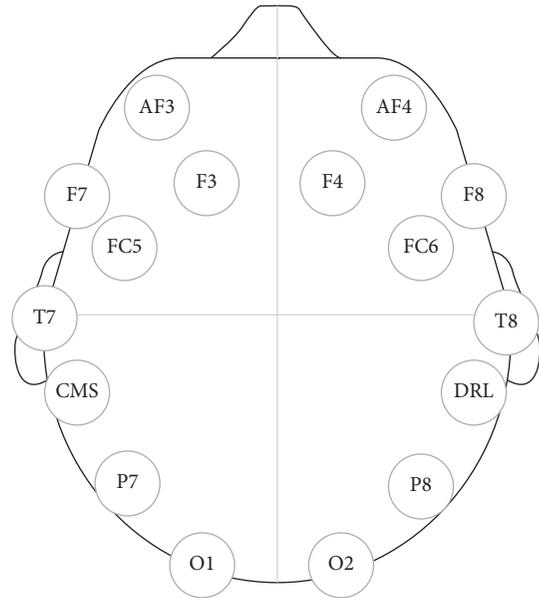 AF3 AF4
F3 F4
F7 F8
FC5 FC6
T7 T8
CMS DRL
P7 P8
O1 O2